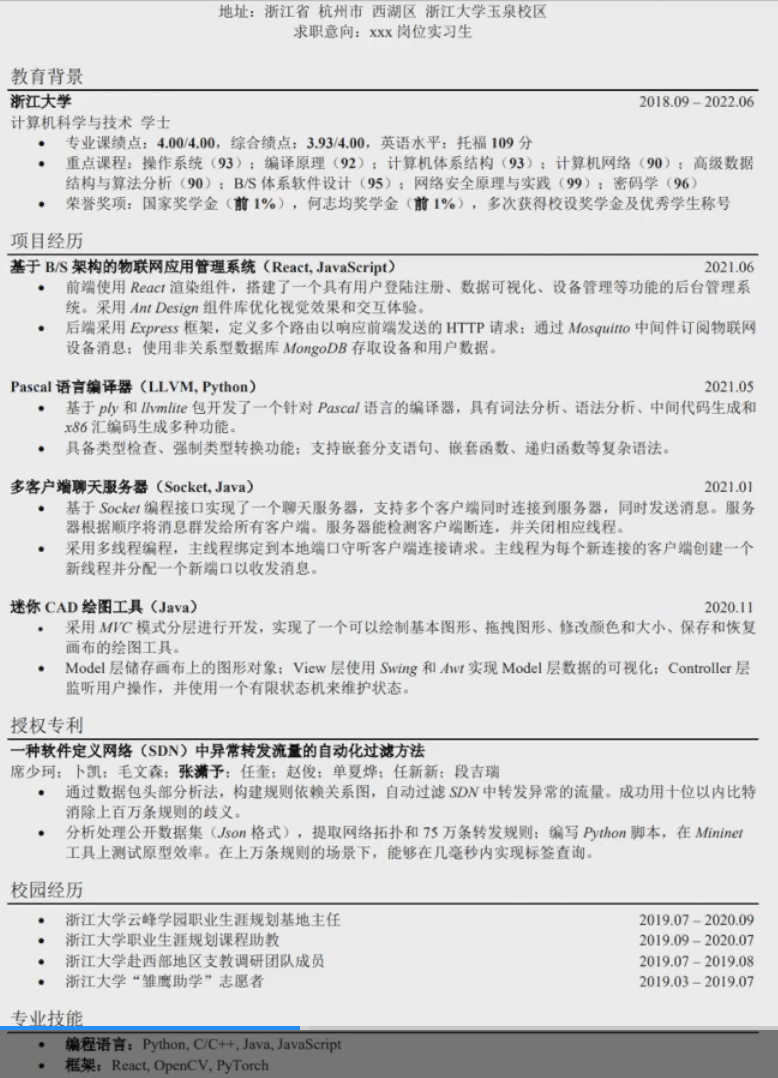 地址：浙江省 杭州市 西湖区 浙江大学玉泉校区
求职意向：xxx 岗位实习生
教育背景
浙江大学 2018.09 – 2022.06
计算机科学与技术 学士
• 专业课绩点：4.00/4.00，综合绩点：3.93/4.00，英语水平：托福 109 分
• 重点课程：操作系统（93）；编译原理（92）；计算机体系结构（93）；计算机网络（90）；高级数据
结构与算法分析（90）；B/S 体系软件设计（95）；网络安全原理与实践（99）；密码学（96）
• 荣誉奖项：国家奖学金（前 1%），何志均奖学金（前 1%），多次获得校设奖学金及优秀学生称号
项目经历
基于 B/S 架构的物联网应用管理系统（React, JavaScript） 2021.06
• 前端使用 React 渲染组件，搭建了一个具有用户登陆注册、数据可视化、设备管理等功能的后台管理系
统。采用 Ant Design 组件库优化视觉效果和交互体验。
• 后端采用 Express 框架，定义多个路由以响应前端发送的 HTTP 请求；通过 Mosquitto 中间件订阅物联网
设备消息；使用非关系型数据库 MongoDB 存取设备和用户数据。
Pascal 语言编译器（LLVM, Python） 2021.05
• 基于 ply 和 llvmlite 包开发了一个针对 Pascal 语言的编译器，具有词法分析、语法分析、中间代码生成和
x86 汇编码生成多种功能。
• 具备类型检查、强制类型转换功能；支持嵌套分支语句、嵌套函数、递归函数等复杂语法。
多客户端聊天服务器（Socket, Java） 2021.01
• 基于 Socket 编程接口实现了一个聊天服务器，支持多个客户端同时连接到服务器，同时发送消息。服务
器根据顺序将消息群发给所有客户端。服务器能检测客户端断连，并关闭相应线程。
• 采用多线程编程，主线程绑定到本地端口守听客户端连接请求。主线程为每个新连接的客户端创建一个
新线程并分配一个新端口以收发消息。
迷你 CAD 绘图工具（Java） 2020.11
• 采用 MVC 模式分层进行开发，实现了一个可以绘制基本图形、拖拽图形、修改颜色和大小、保存和恢复
画布的绘图工具。
• Model 层储存画布上的图形对象；View 层使用 Swing 和 Awt 实现 Model 层数据的可视化；Controller 层
监听用户操作，并使用一个有限状态机来维护状态。
授权专利
一种软件定义网络（SDN）中异常转发流量的自动化过滤方法
席少珂；卜凯；毛文森；张潇予；任奎；赵俊；单夏烨；任新新；段吉瑞
• 通过数据包头部分析法，构建规则依赖关系图，自动过滤 SDN 中转发异常的流量。成功用十位以内比特
消除上百万条规则的歧义。
• 分析处理公开数据集（Json 格式），提取网络拓扑和 75 万条转发规则；编写 Python 脚本，在 Mininet
工具上测试原型效率。在上万条规则的场景下，能够在几毫秒内实现标签查询。
校园经历
• 浙江大学云峰学园职业生涯规划基地主任 2019.07 – 2020.09
• 浙江大学职业生涯规划课程助教 2019.09 – 2020.07
• 浙江大学赴西部地区支教调研团队成员 2019.07 – 2019.08
• 浙江大学“雏鹰助学”志愿者 2019.03 – 2019.07
专业技能
• 编程语言：Python, C/C++, Java, JavaScript
• 框架：React, OpenCV, PyTorch